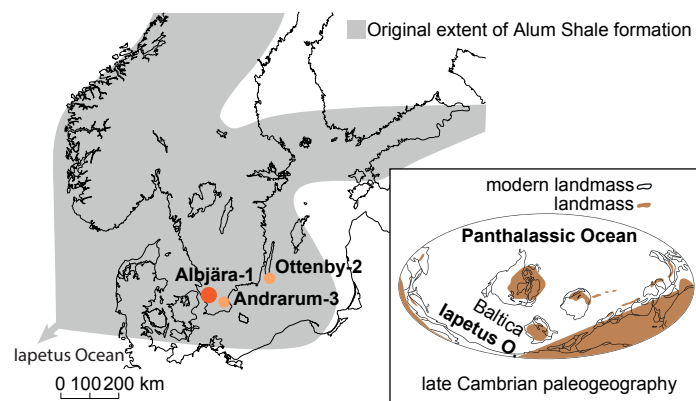 Original extent of Alum Shale formation
Albjära-1
Ottenby-2
Andrarum-3
Iapetus Ocean
0 100 200 km
modern landmass
landmass
Panthalassic Ocean
Baltica
Iapetus O.
late Cambrian paleogeography